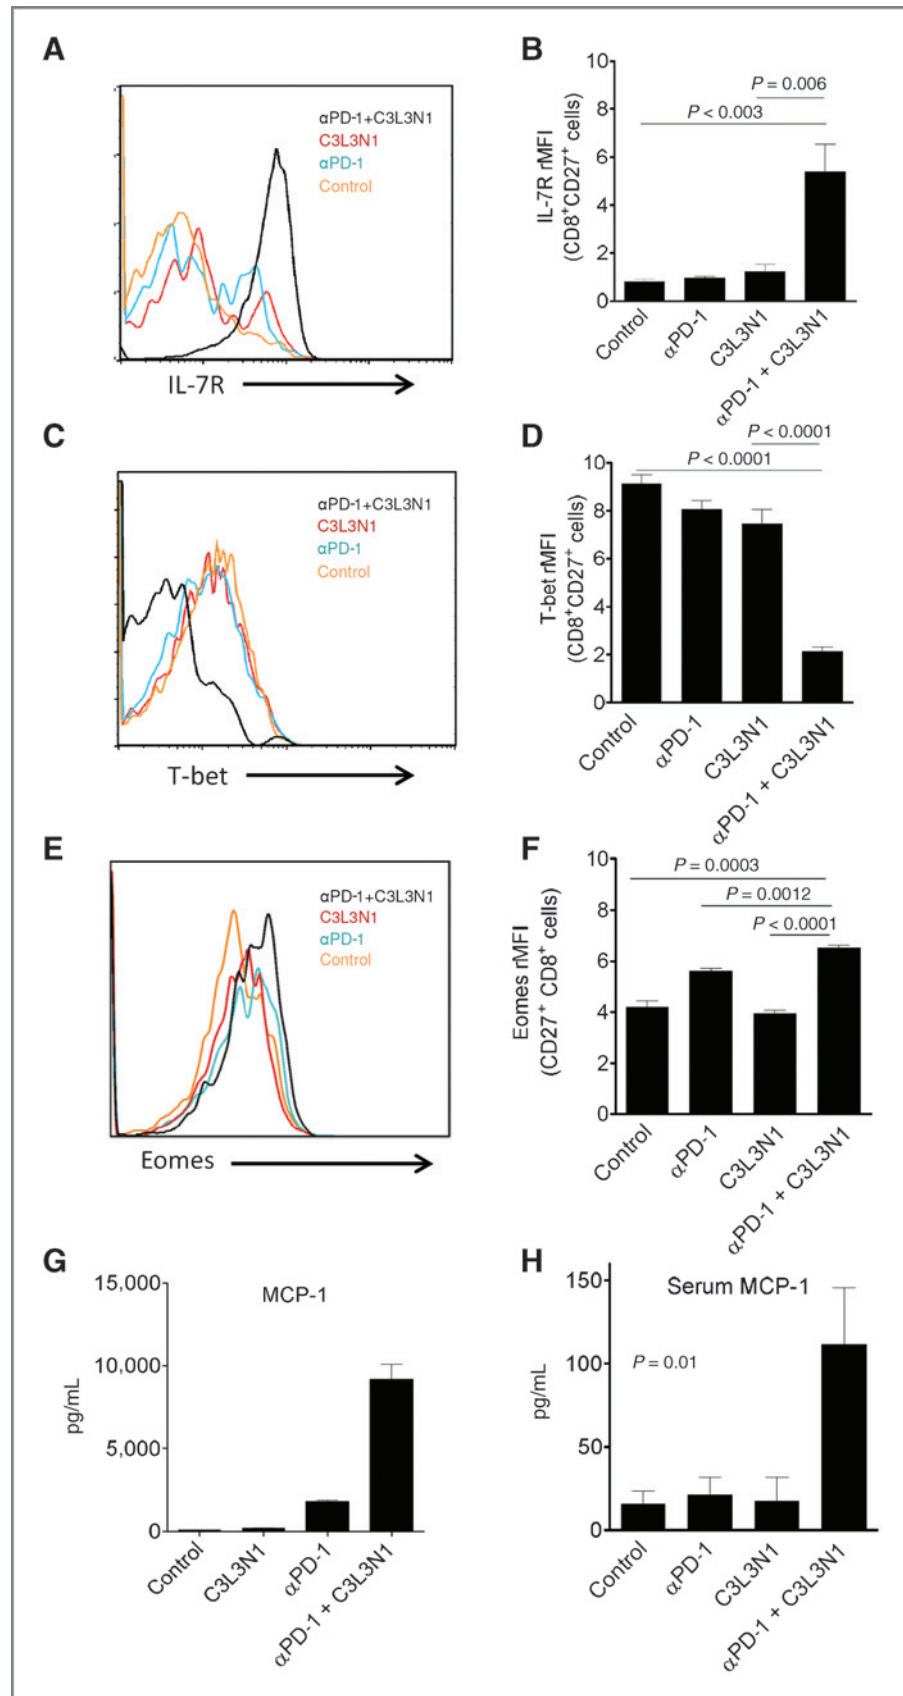 A
αPD-1+C3L3N1
C3L3N1
αPD-1
Control
IL-7R
B
IL-7R rMFI
(CD8⁺CD27⁺ cells)
10
8
6
4
2
0
P = 0.006
P < 0.003
Control
αPD-1
C3L3N1
αPD-1 + C3L3N1
C
αPD-1+C3L3N1
C3L3N1
αPD-1
Control
T-bet
D
T-bet rMFI
(CD8⁺CD27⁺ cells)
10
8
6
4
2
0
P < 0.0001
P < 0.0001
Control
αPD-1
C3L3N1
αPD-1 + C3L3N1
E
αPD-1+C3L3N1
C3L3N1
αPD-1
Control
Eomes
F
Eomes rMFI
(CD27⁺ CD8⁺ cells)
10
8
6
4
2
0
P = 0.0003
P = 0.0012
P < 0.0001
Control
αPD-1
C3L3N1
αPD-1 + C3L3N1
G
MCP-1
pg/mL
15,000
10,000
5,000
0
Control
C3L3N1
αPD-1
αPD-1 + C3L3N1
H
Serum MCP-1
pg/mL
150
100
50
0
P = 0.01
Control
αPD-1
C3L3N1
αPD-1 + C3L3N1